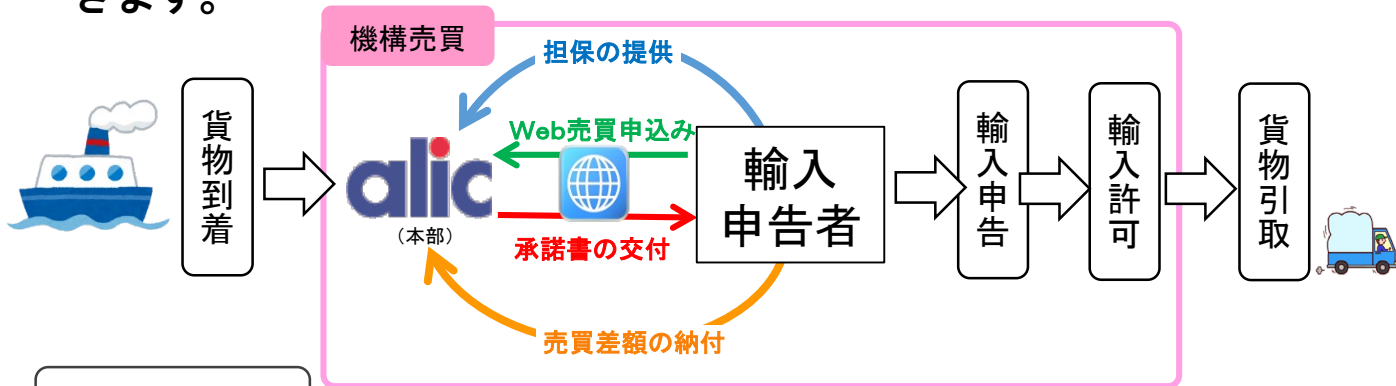 きます。
機構売買
担保の提供
貨物到着
Web売買申込み
alic
(本部)
輸入
申告者
承諾書の交付
売買差額の納付
輸入申告
輸入許可
貨物引取